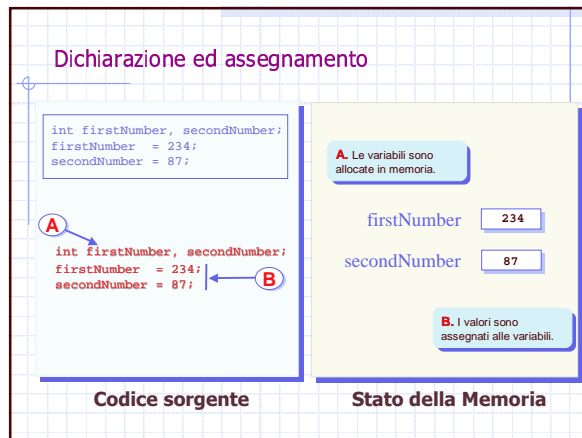 Dichiarazione ed assegnamento
int firstNumber, secondNumber;
firstNumber  = 234;
secondNumber = 87;
A
int firstNumber, secondNumber;
firstNumber  = 234;
secondNumber = 87;
B
Codice sorgente
A. Le variabili sono
allocate in memoria.
firstNumber 234
secondNumber 87
B. I valori sono
assegnati alle variabili.
Stato della Memoria